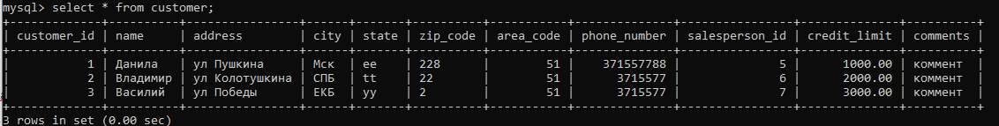 mysql> select * from customer;
+-------------+----------+----------------+------+-------+----------+-----------+--------------+----------------+--------------+----------+
| customer_id | name     | address        | city | state | zip_code | area_code | phone_number | salesperson_id | credit_limit | comments |
+-------------+----------+----------------+------+-------+----------+-----------+--------------+----------------+--------------+----------+
|           1 | Данила   | ул Пушкина     | Мск  | ee    | 228      |        51 |    371557788 |              5 |      1000.00 | коммент  |
|           2 | Владимир | ул Колотушкина | СПБ  | tt    | 22       |        51 |      3715577 |              6 |      2000.00 | коммент  |
|           3 | Василий  | ул Победы      | ЕКБ  | yy    | 2        |        51 |      3715577 |              7 |      3000.00 | коммент  |
+-------------+----------+----------------+------+-------+----------+-----------+--------------+----------------+--------------+----------+
3 rows in set (0.00 sec)